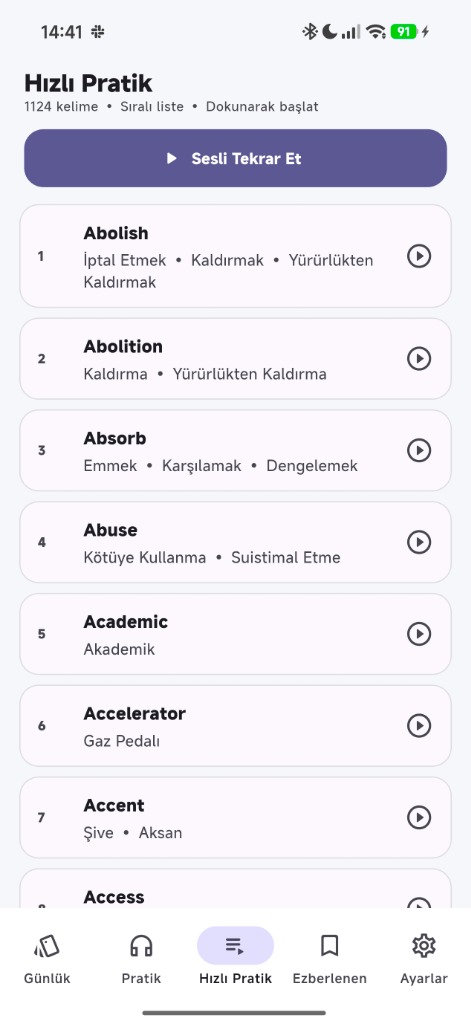 14:41
91
Hızlı Pratik
1124 kelime • Sıralı liste • Dokunarak başlat
Sesli Tekrar Et
1
Abolish
İptal Etmek • Kaldırmak • Yürürlükten
Kaldırmak
2
Abolition
Kaldırma • Yürürlükten Kaldırma
3
Absorb
Emmek • Karşılamak • Dengelemek
4
Abuse
Kötüye Kullanma • Suistimal Etme
5
Academic
Akademik
6
Accelerator
Gaz Pedalı
7
Accent
Şive • Aksan
Access
Günlük
Pratik
Hızlı Pratik
Ezberlenen
Ayarlar